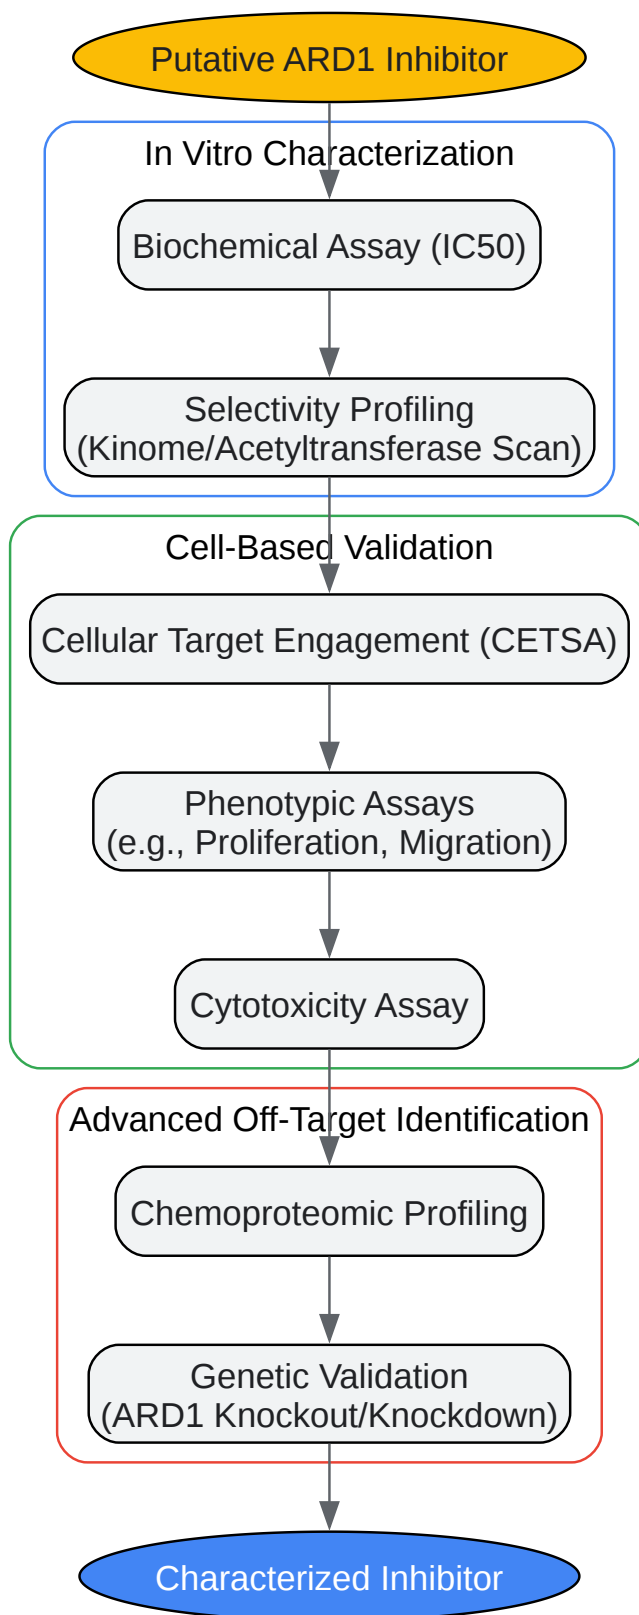 Putative ARD1 Inhibitor
In Vitro Characterization
Biochemical Assay (IC50)
Selectivity Profiling
(Kinome/Acetyltransferase Scan)
Cell-Based Validation
Cellular Target Engagement (CETSA)
Phenotypic Assays
(e.g., Proliferation, Migration)
Cytotoxicity Assay
Advanced Off-Target Identification
Chemoproteomic Profiling
Genetic Validation
(ARD1 Knockout/Knockdown)
Characterized Inhibitor